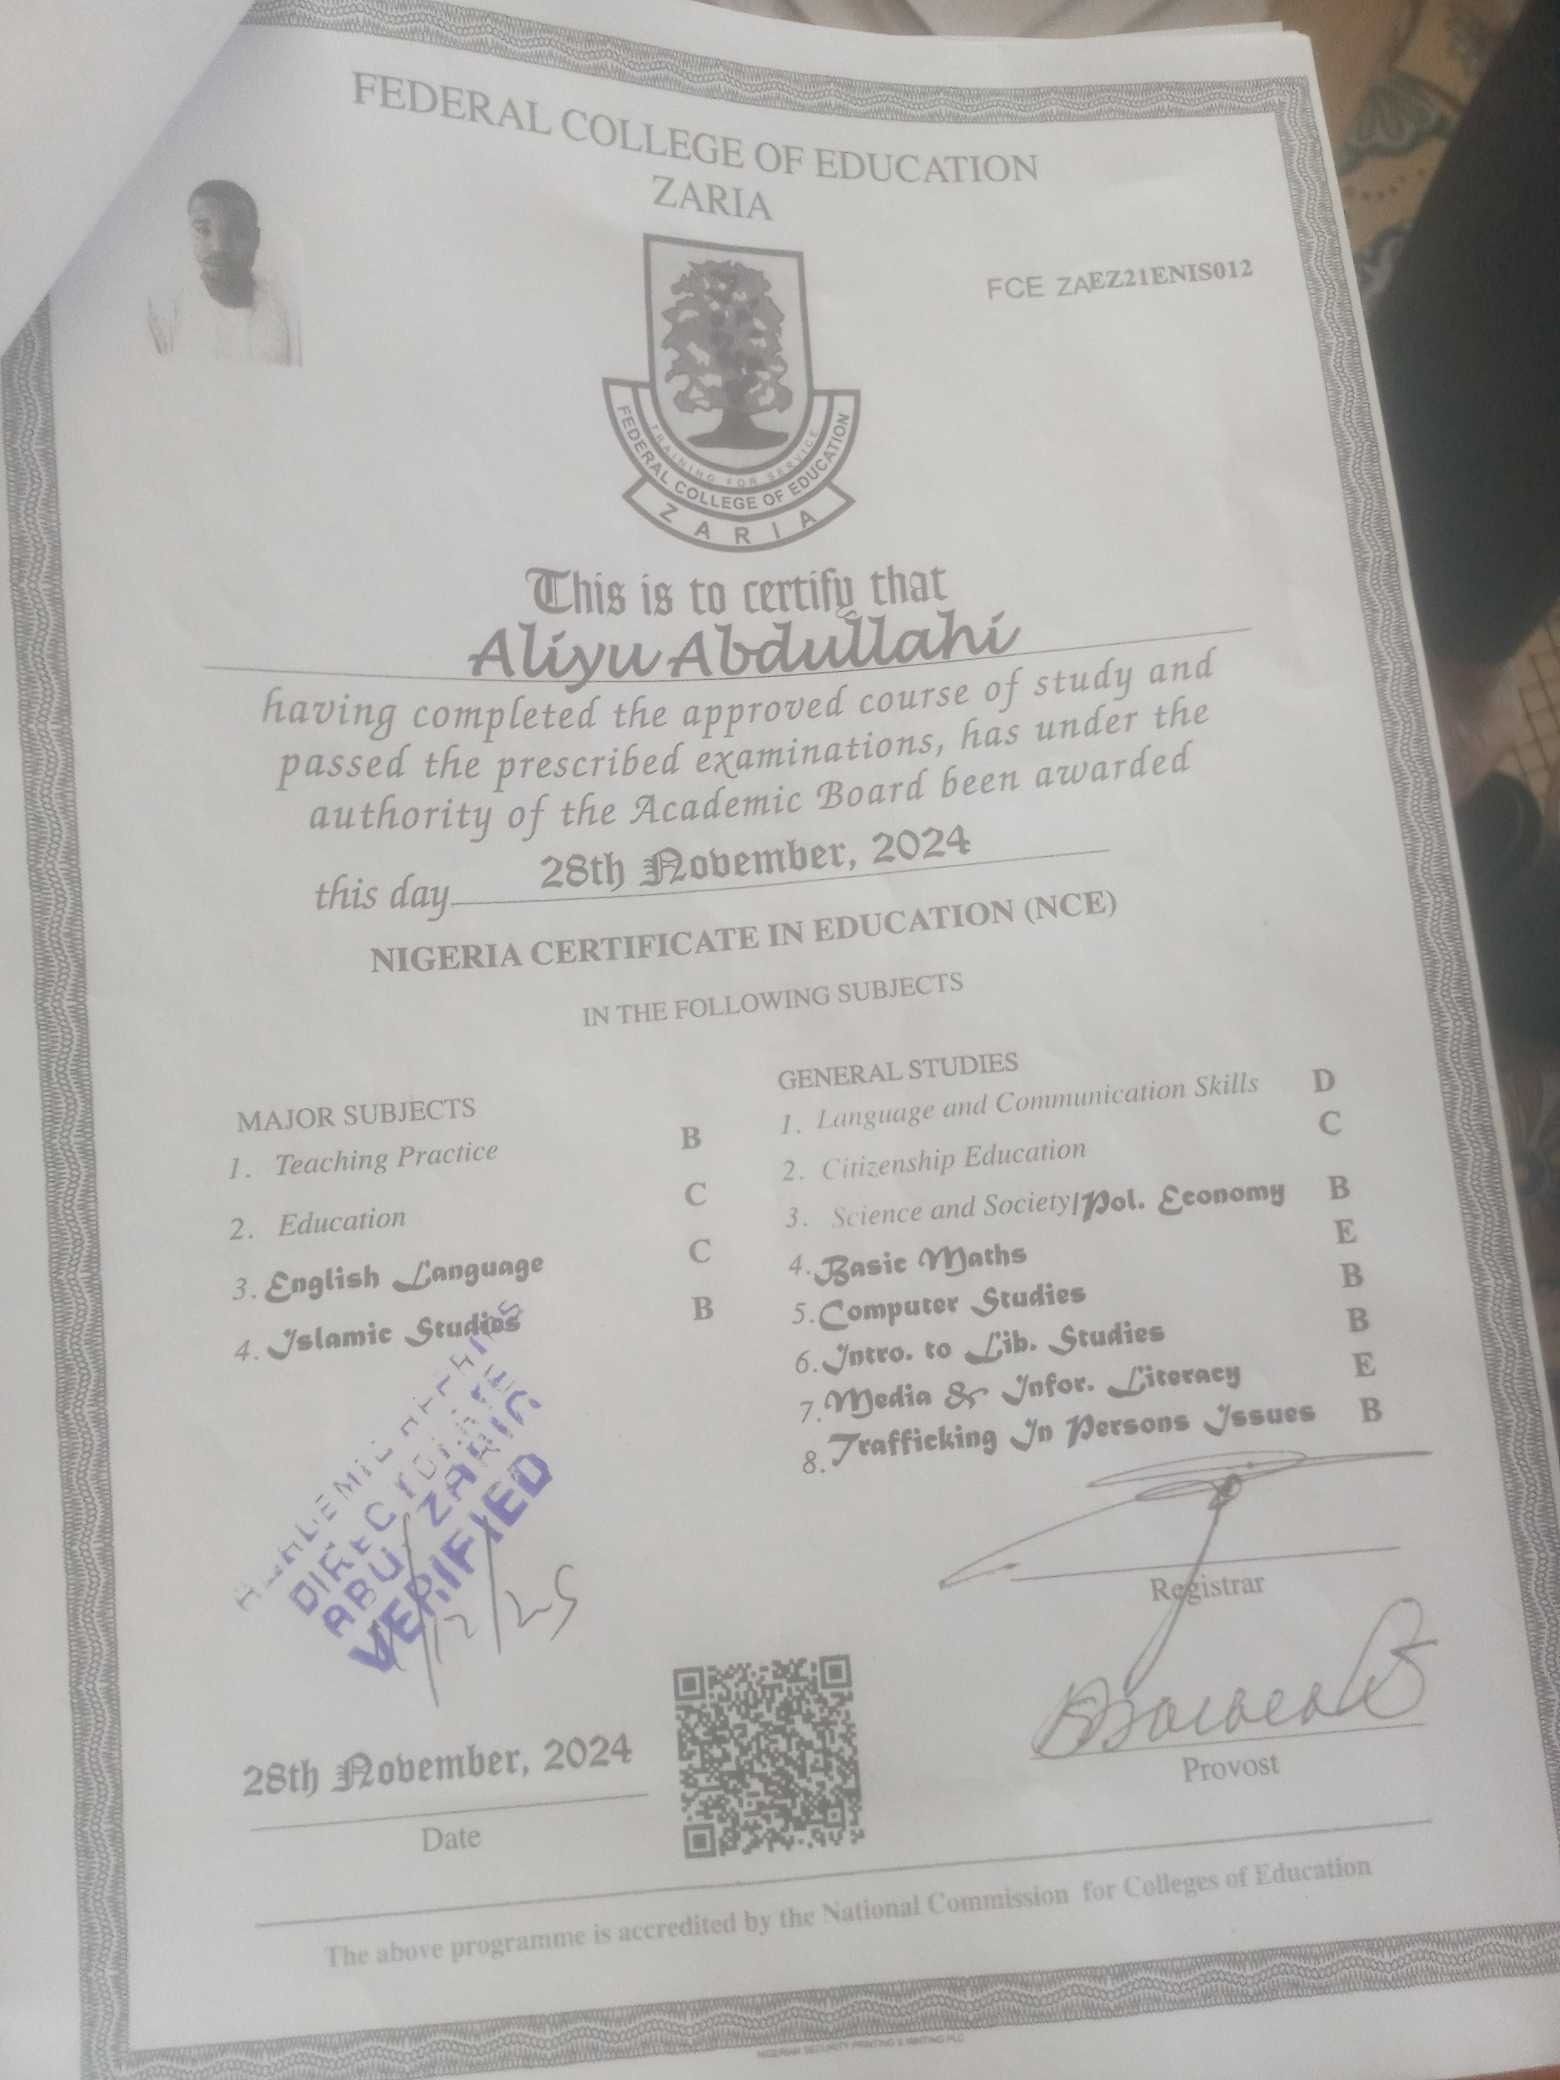 FEDERAL COLLEGE OF EDUCATION
ZARIA
FCE ZAEZ21ENIS012
TRAINING FOR SERVICE
FEDERAL COLLEGE OF EDUCATION
ZARIA
This is to certify that
Aliyu Abdullahi
having completed the approved course of study and
passed the prescribed examinations, has under the
authority of the Academic Board been awarded
this day 28th November, 2024
NIGERIA CERTIFICATE IN EDUCATION (NCE)
IN THE FOLLOWING SUBJECTS
MAJOR SUBJECTS
1. Teaching Practice B
2. Education C
3. English Language C
4. Islamic Studies B
GENERAL STUDIES
1. Language and Communication Skills D
2. Citizenship Education C
3. Science and Society/Pol. Economy B
4. Basic Maths E
5. Computer Studies B
6. Intro. to Lib. Studies B
7. Media & Infor. Literacy E
8. Trafficking In Persons Issues B
ABU, ZARIA
VERIFIED
12/25
Registrar
Provost
28th November, 2024
Date
The above programme is accredited by the National Commission for Colleges of Education